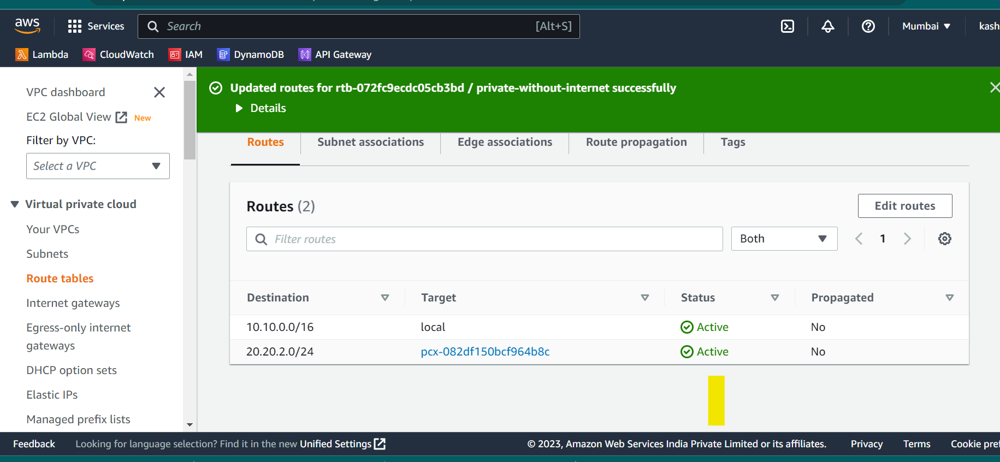 aws
Services
Search
[Alt+S]
Mumbai
kash
Lambda
CloudWatch
IAM
DynamoDB
API Gateway
VPC dashboard
EC2 Global View New
Filter by VPC:
Select a VPC
Virtual private cloud
Your VPCs
Subnets
Route tables
Internet gateways
Egress-only internet
gateways
DHCP option sets
Elastic IPs
Managed prefix lists
Updated routes for rtb-072fc9ecdc05cb3bd / private-without-internet successfully
Details
Routes
Subnet associations
Edge associations
Route propagation
Tags
Routes (2)
Edit routes
Filter routes
Both
1
Destination Target Status Propagated
10.10.0.0/16 local Active No
20.20.2.0/24 pcx-082df150bcf964b8c Active No
Feedback
Looking for language selection? Find it in the new Unified Settings
© 2023, Amazon Web Services India Private Limited or its affiliates.
Privacy
Terms
Cookie pref